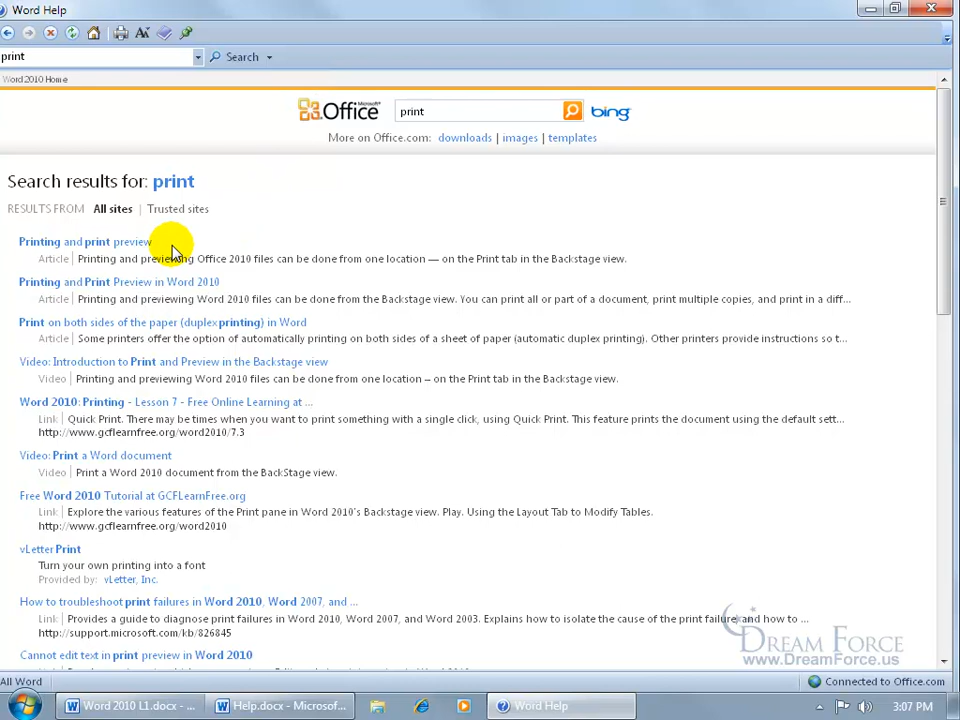 Word Help
print
Search
Word 2010 Home
Microsoft®
Office print bing
More on Office.com: downloads | images | templates
Search results for: print
RESULTS FROM All sites | Trusted sites
Printing and print preview
Article | Printing and previewing Office 2010 files can be done from one location — on the Print tab in the Backstage view.
Printing and Print Preview in Word 2010
Article | Printing and previewing Word 2010 files can be done from the Backstage view. You can print all or part of a document, print multiple copies, and print in a diff...
Print on both sides of the paper (duplex printing) in Word
Article | Some printers offer the option of automatically printing on both sides of a sheet of paper (automatic duplex printing). Other printers provide instructions so t...
Video: Introduction to Print and Preview in the Backstage view
Video | Printing and previewing Word 2010 files can be done from one location – on the Print tab in the Backstage view.
Word 2010: Printing - Lesson 7 - Free Online Learning at ...
Link | Quick Print. There may be times when you want to print something with a single click, using Quick Print. This feature prints the document using the default sett...
http://www.gcflearnfree.org/word2010/7.3
Video: Print a Word document
Video | Print a Word 2010 document from the BackStage view.
Free Word 2010 Tutorial at GCFLearnFree.org
Link | Explore the various features of the Print pane in Word 2010's Backstage view. Play. Using the Layout Tab to Modify Tables.
http://www.gcflearnfree.org/word2010
vLetter Print
Turn your own printing into a font
Provided by: vLetter, Inc.
How to troubleshoot print failures in Word 2010, Word 2007, and ...
Link | Provides a guide to diagnose print failures in Word 2010, Word 2007, and Word 2003. Explains how to isolate the cause of the print failure and how to ...
http://support.microsoft.com/kb/826845
Cannot edit text in print preview in Word 2010
DREAM FORCE
www.DreamForce.us
All Word Connected to Office.com
Word 2010 L1.docx - ... Help.docx - Microsof... Word Help 3:07 PM